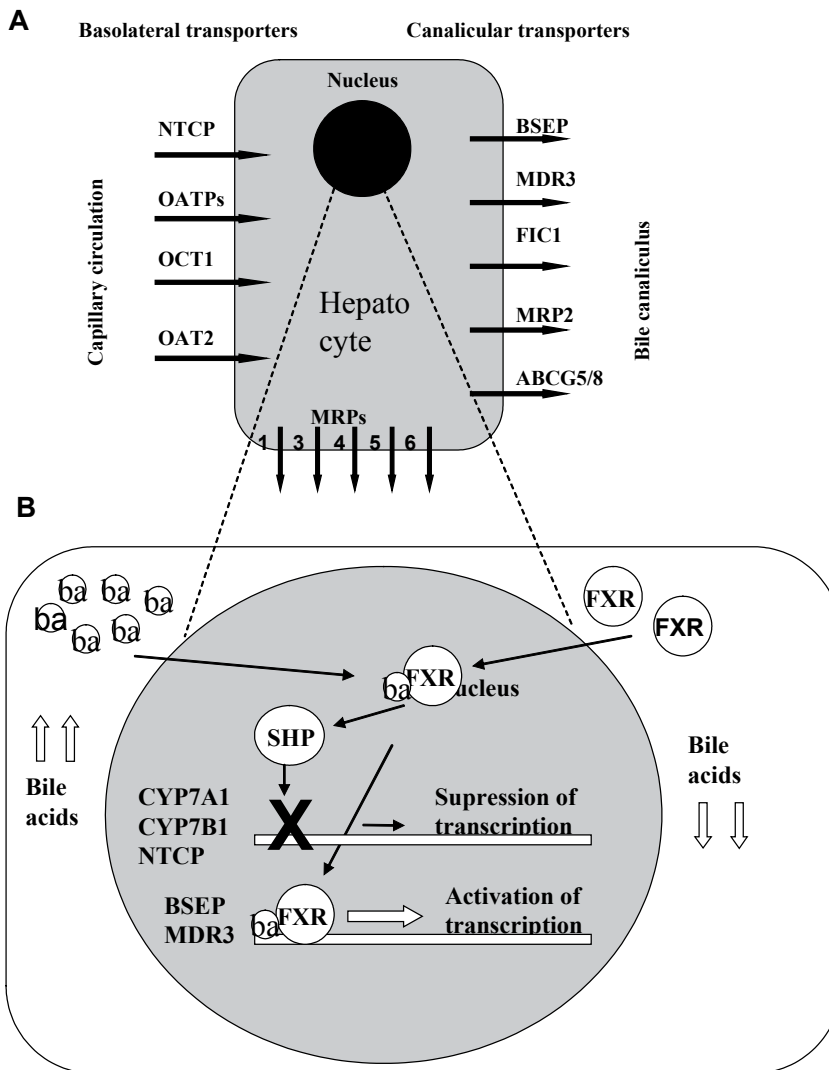 A
Basolateral transporters
Canalicular transporters
Nucleus
NTCP
OATPs
OCT1
OAT2
Capillary circulation
Hepato
cyte
BSEP
MDR3
FIC1
MRP2
ABCG5/8
Bile canaliculus
MRPs
1 3 4 5 6
B
ba ba ba
ba ba ba
FXR
FXR
ba FXR ucleus
SHP
Bile
acids
Bile
acids
CYP7A1
CYP7B1
NTCP
X
Supression of
transcription
BSEP
MDR3
ba FXR
Activation of
transcription